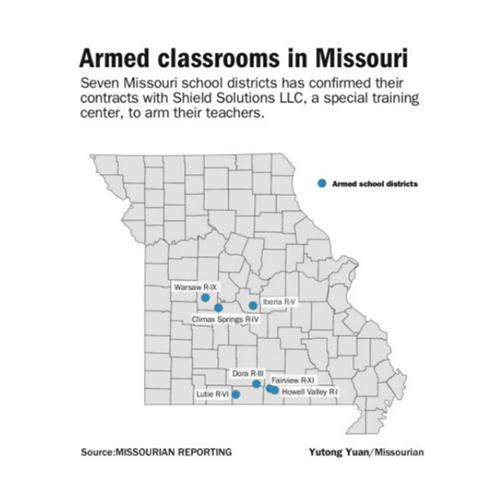 Armed classrooms in Missouri
Seven Missouri school districts has confirmed their
contracts with Shield Solutions LLC, a special training
center, to arm their teachers.
Armed school districts
Warsaw R-IX
Iberia R-V
Climax Springs R-IV
Dora R-III
Fairview R-XI
Lutie R-VI
Howell Valley R-I
Source:MISSOURIAN REPORTING
Yutong Yuan/Missourian